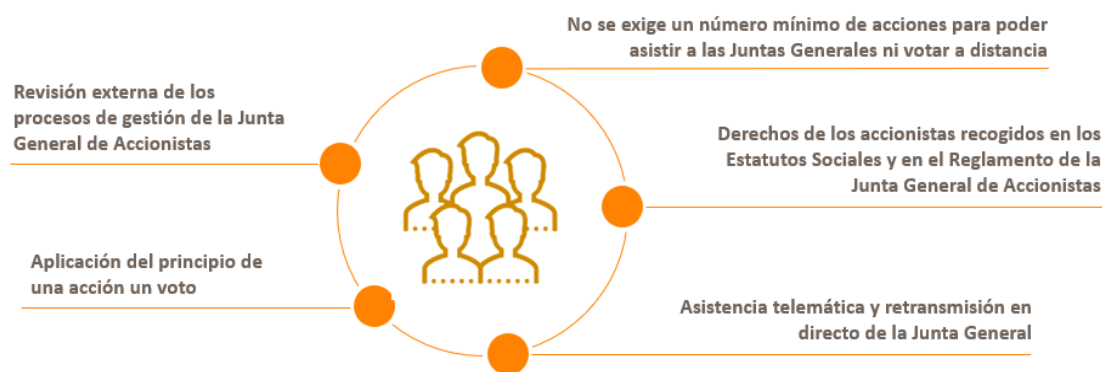 No se exige un número mínimo de acciones para poder
asistir a las Juntas Generales ni votar a distancia
Revisión externa de los
procesos de gestión de la Junta
General de Accionistas
Derechos de los accionistas recogidos en los
Estatutos Sociales y en el Reglamento de la
Junta General de Accionistas
Aplicación del principio de
una acción un voto
Asistencia telemática y retransmisión en
directo de la Junta General